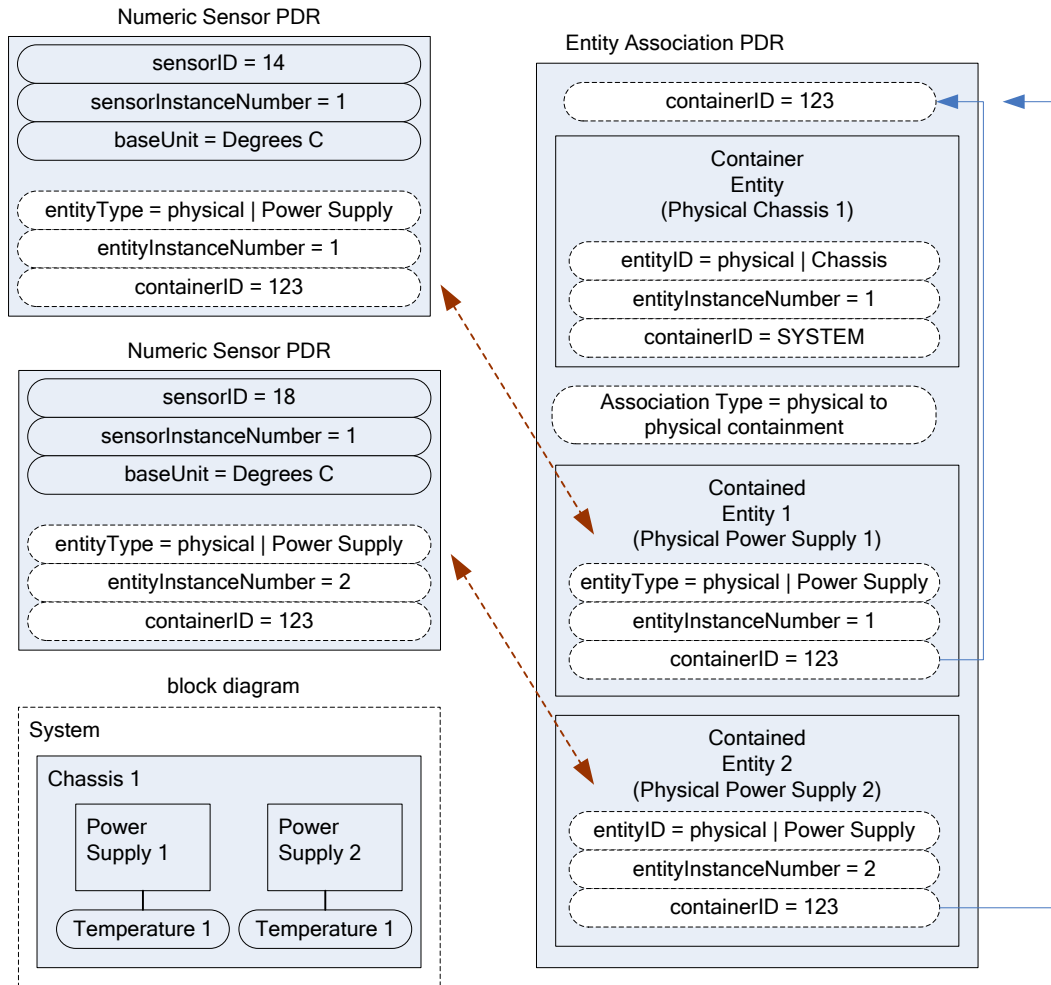 Numeric Sensor PDR
sensorID = 14
sensorInstanceNumber = 1
baseUnit = Degrees C
entityType = physical | Power Supply
entityInstanceNumber = 1
containerID = 123
Numeric Sensor PDR
sensorID = 18
sensorInstanceNumber = 1
baseUnit = Degrees C
entityType = physical | Power Supply
entityInstanceNumber = 2
containerID = 123
block diagram
System
Chassis 1
Power
Supply 1
Power
Supply 2
Temperature 1
Temperature 1
Entity Association PDR
containerID = 123
Container
Entity
(Physical Chassis 1)
entityID = physical | Chassis
entityInstanceNumber = 1
containerID = SYSTEM
Association Type = physical to
physical containment
Contained
Entity 1
(Physical Power Supply 1)
entityType = physical | Power Supply
entityInstanceNumber = 1
containerID = 123
Contained
Entity 2
(Physical Power Supply 2)
entityID = physical | Power Supply
entityInstanceNumber = 2
containerID = 123